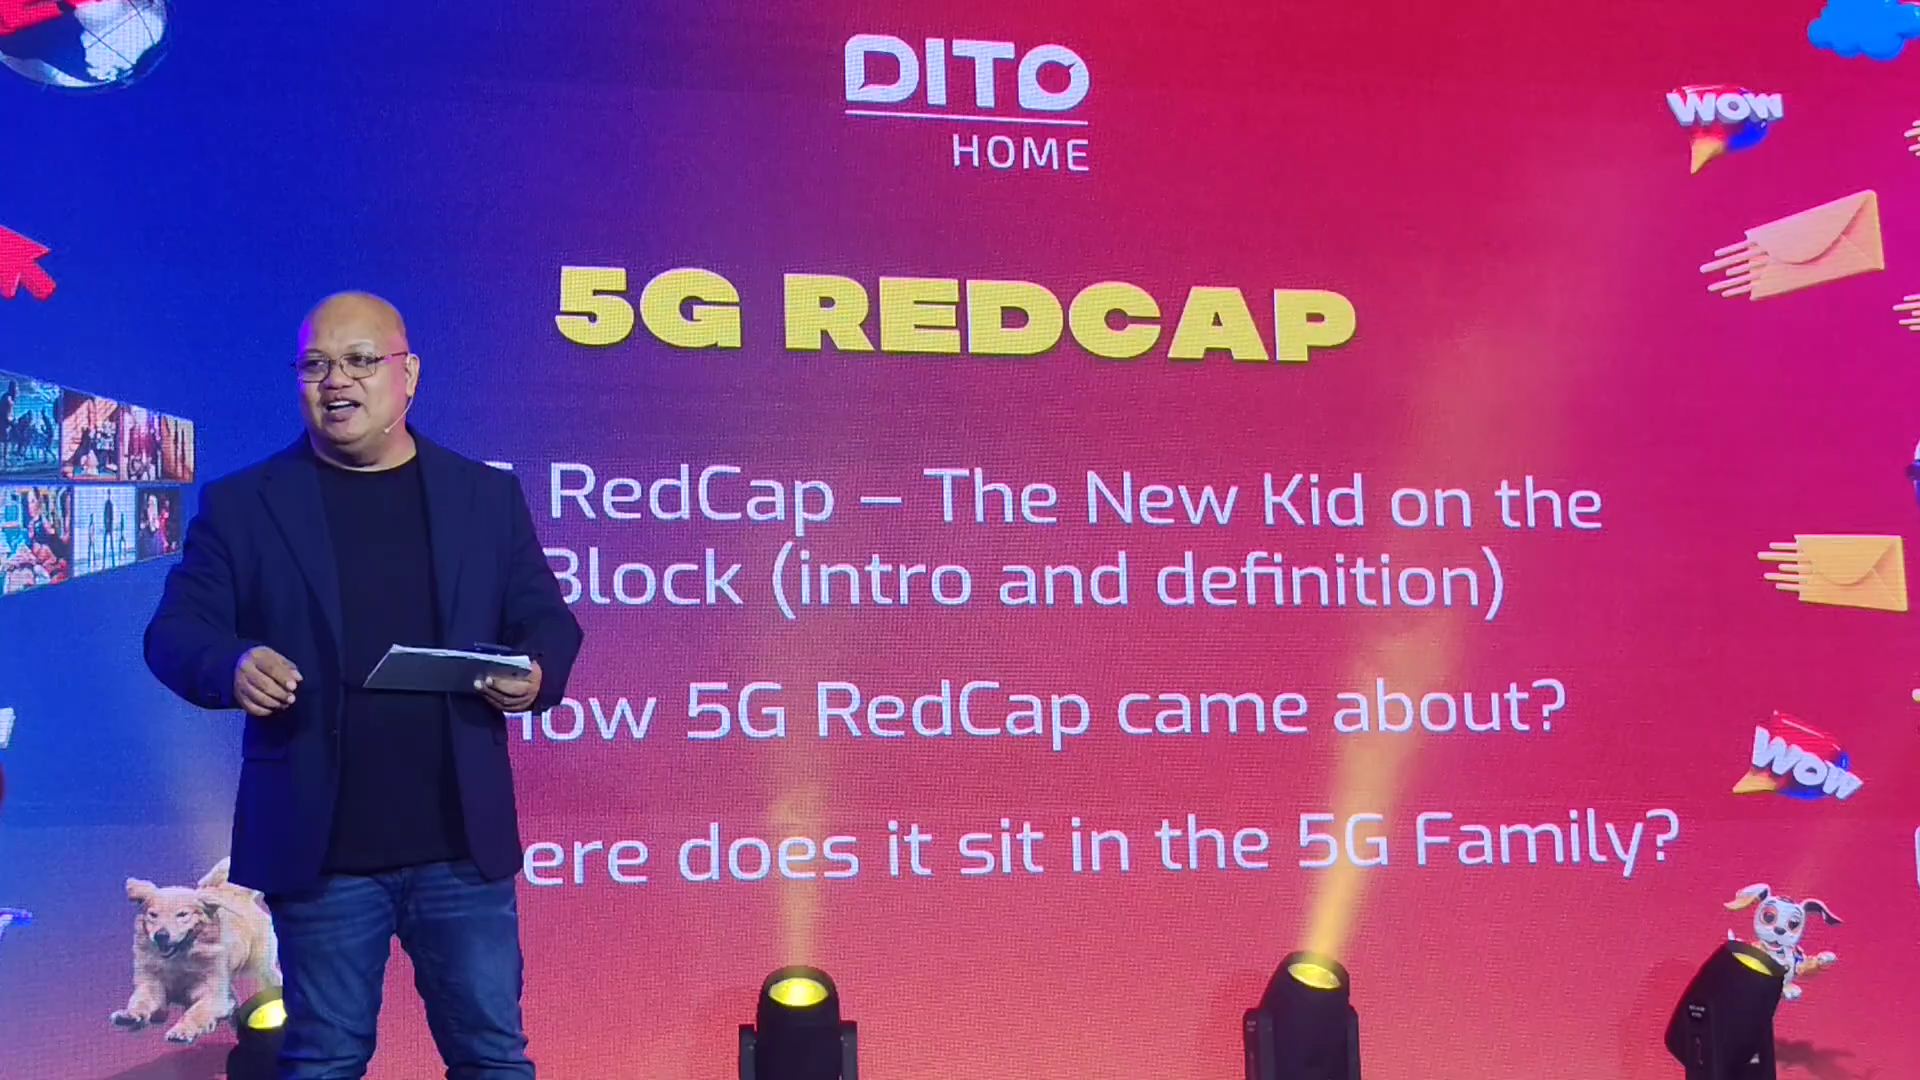 DITO
HOME
WOW
5G REDCAP
RedCap – The New Kid on the
Block (intro and definition)
How 5G RedCap came about?
WOW
does it sit in the 5G Family?